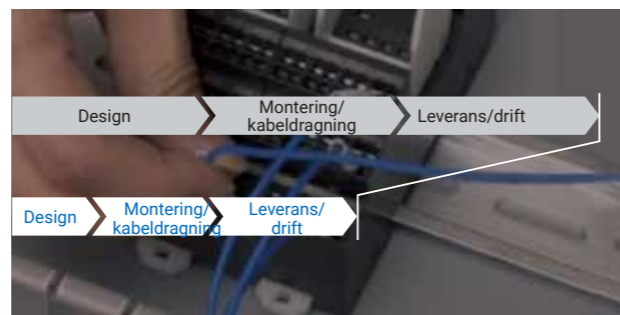 Design
Montering/
kabeldragning
Leverans/drift
Design
Montering/
kabeldragning
Leverans/
drift